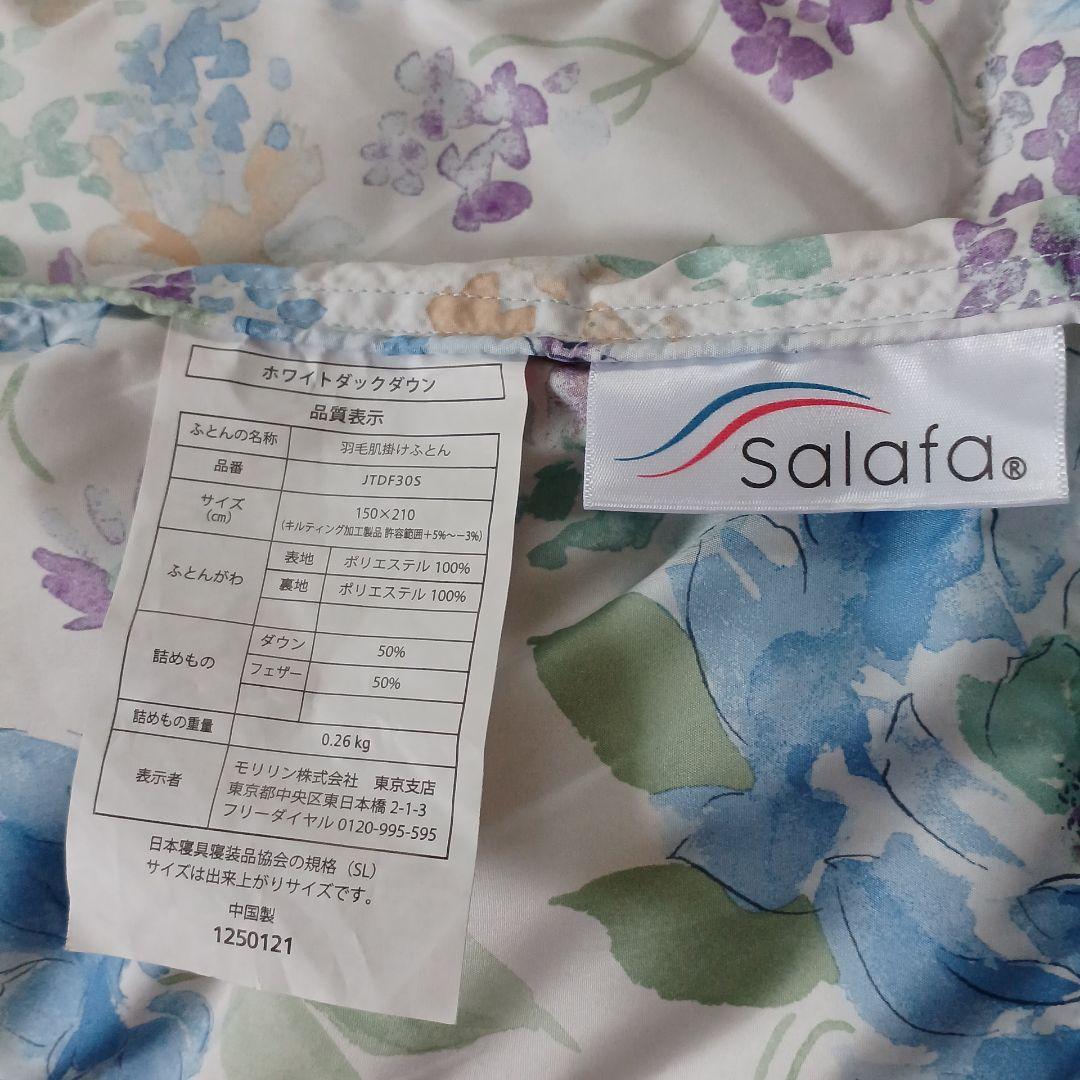 ホワイトダックダウン
品質表示
ふとんの名称 羽毛肌掛けふとん
品番 JTDF30S
サイズ
(㎝)
150×210
(キルティング加工製品 許容範囲+5%〜−3%)
ふとんがわ
表地 ポリエステル 100%
裏地 ポリエステル 100%
詰めもの
ダウン 50%
フェザー 50%
詰めもの重量 0.26 kg
表示者
モリリン株式会社 東京支店
東京都中央区東日本橋 2-1-3
フリーダイヤル 0120-995-595
日本寝具寝装品協会の規格（SL）
サイズは出来上がりサイズです。
中国製
1250121
salafa®